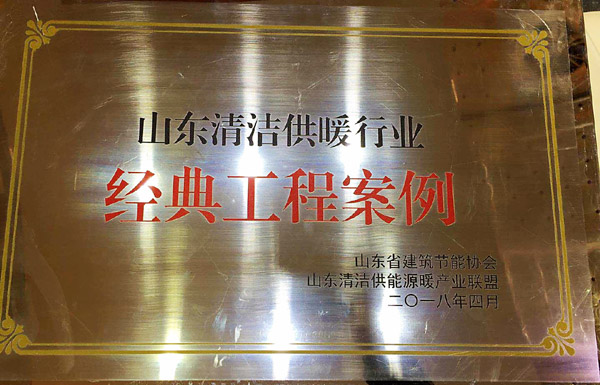 山东清洁供暖行业
经典工程案例
山东省建筑节能协会
山东清洁供能源暖产业联盟
二〇一八年四月